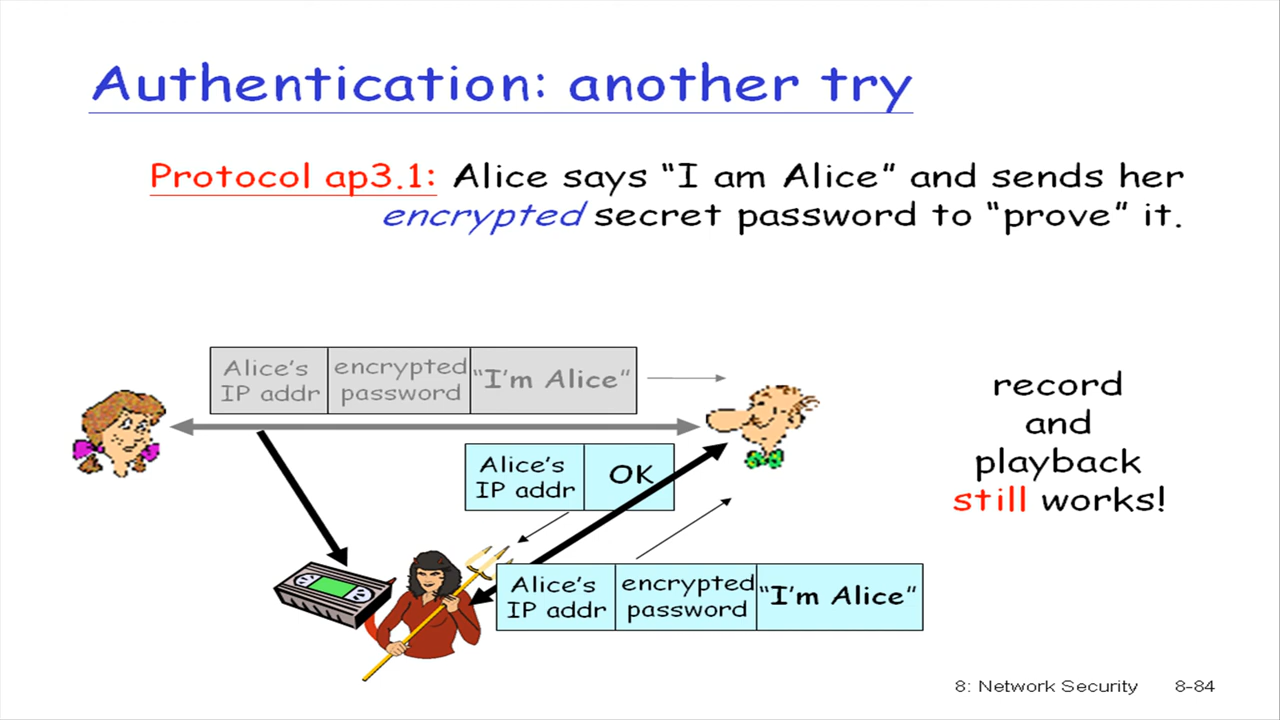 Authentication: another try
Protocol ap3.1: Alice says “I am Alice” and sends her
encrypted secret password to “prove” it.
Alice’s
IP addr
encrypted
password
“I’m Alice”
record
and
playback
still works!
Alice’s
IP addr
OK
Alice’s
IP addr
encrypted
password
“I’m Alice”
8: Network Security 8-84